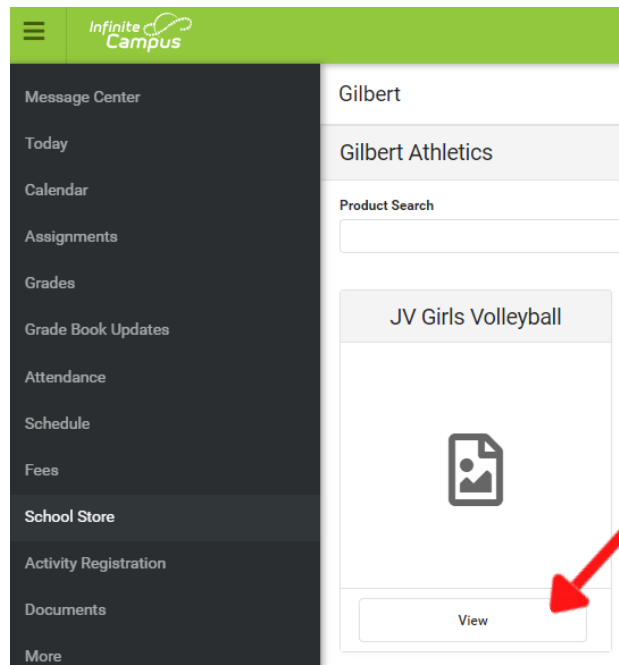 Infinite
Campus
Message Center
Today
Calendar
Assignments
Grades
Grade Book Updates
Attendance
Schedule
Fees
School Store
Activity Registration
Documents
More
Gilbert
Gilbert Athletics
Product Search
JV Girls Volleyball
View